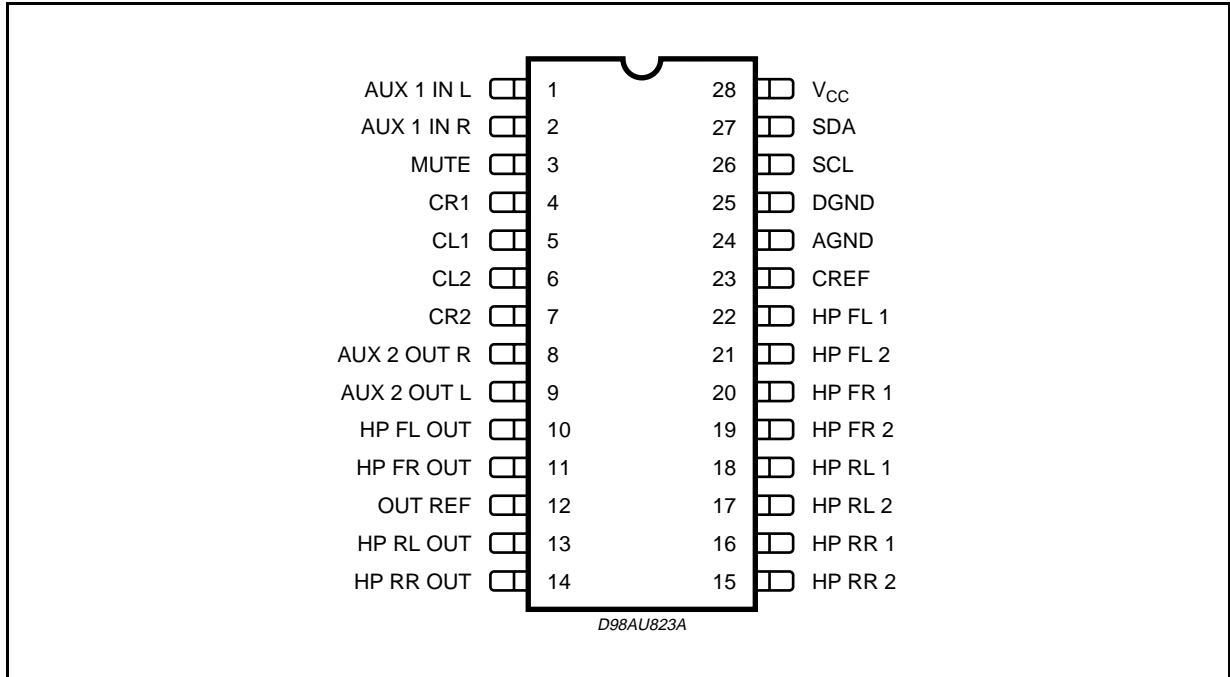 AUX 1 IN L 1 28 VCC
AUX 1 IN R 2 27 SDA
MUTE 3 26 SCL
CR1 4 25 DGND
CL1 5 24 AGND
CL2 6 23 CREF
CR2 7 22 HP FL 1
AUX 2 OUT R 8 21 HP FL 2
AUX 2 OUT L 9 20 HP FR 1
HP FL OUT 10 19 HP FR 2
HP FR OUT 11 18 HP RL 1
OUT REF 12 17 HP RL 2
HP RL OUT 13 16 HP RR 1
HP RR OUT 14 15 HP RR 2
D98AU823A